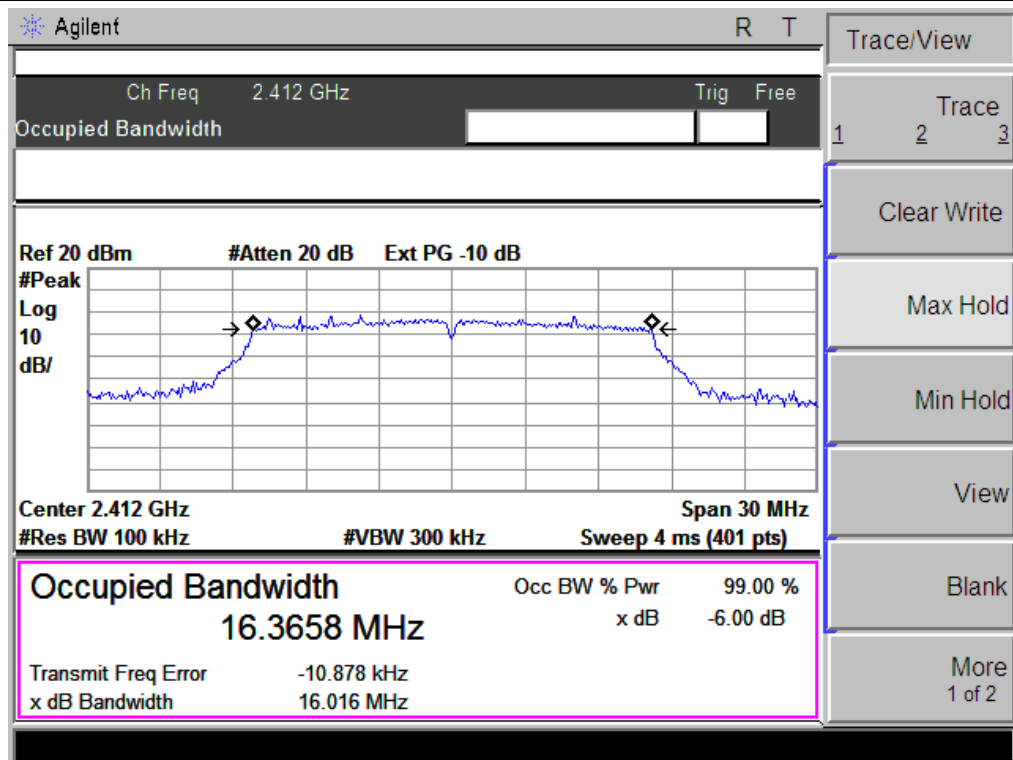 Agilent R T
Ch Freq 2.412 GHz Trig Free
Occupied Bandwidth
Ref 20 dBm #Atten 20 dB Ext PG -10 dB
#Peak
Log
10
dB/
Center 2.412 GHz Span 30 MHz
#Res BW 100 kHz #VBW 300 kHz Sweep 4 ms (401 pts)
Occupied Bandwidth Occ BW % Pwr 99.00 %
16.3658 MHz x dB -6.00 dB
Transmit Freq Error -10.878 kHz
x dB Bandwidth 16.016 MHz
Trace/View
Trace
1 2 3
Clear Write
Max Hold
Min Hold
View
Blank
More
1 of 2